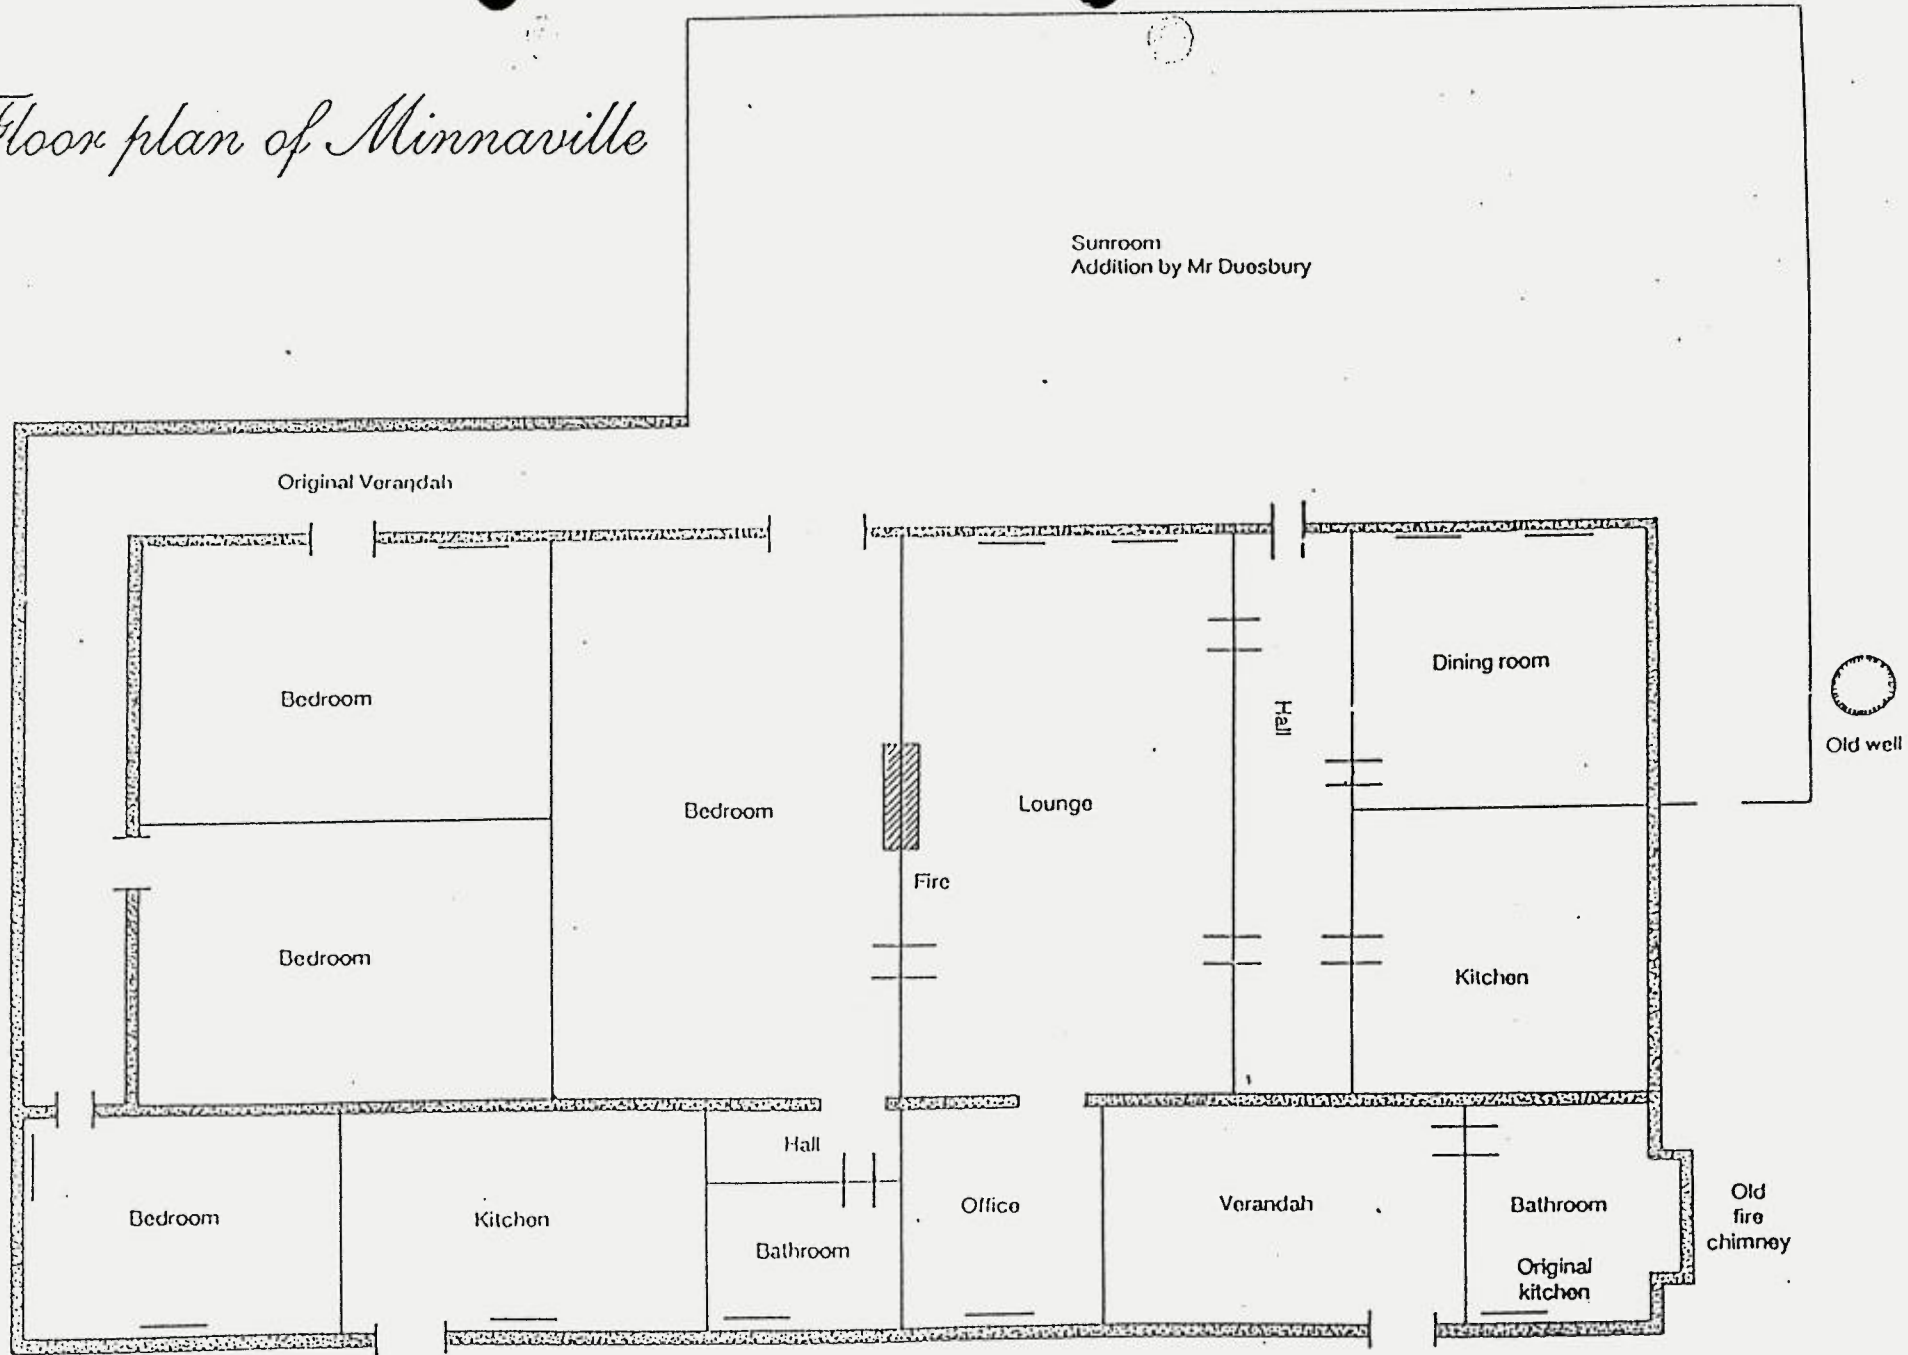 Floor plan of Minnaville
Sunroom
Addition by Mr Duesbury
Original Verandah
Bedroom
Bedroom
Bedroom
Fire
Lounge
Hall
Dining room
Old well
Kitchen
Bedroom
Kitchen
Hall
Bathroom
Office
Verandah
Bathroom
Original
kitchen
Old
fire
chimney